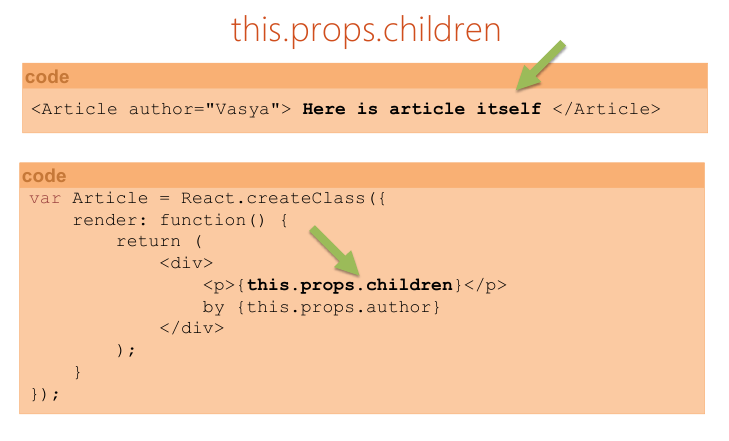 this.props.children
code
<Article author="Vasya"> Here is article itself </Article>
code
var Article = React.createClass({
    render: function() {
        return (
            <div>
                <p>{this.props.children}</p>
                by {this.props.author}
            </div>
        );
    }
});